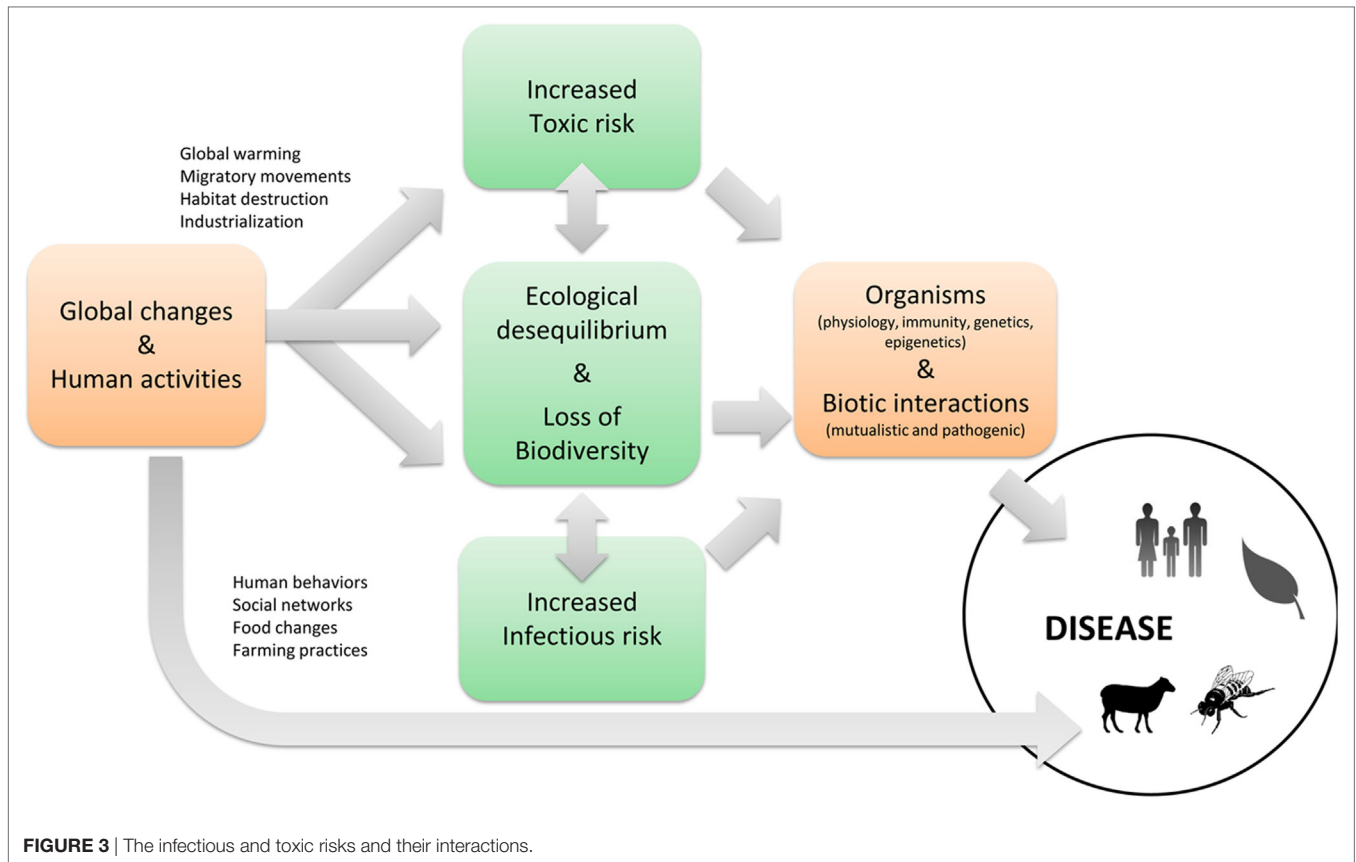 Increased
Toxic risk
Global warming
Migratory movements
Habitat destruction
Industrialization
Global changes
&
Human activities
Ecological
desequilibrium
&
Loss of
Biodiversity
Organisms
(physiology, immunity, genetics,
epigenetics)
&
Biotic interactions
(mutualistic and pathogenic)
Human behaviors
Social networks
Food changes
Farming practices
Increased
Infectious risk
DISEASE
FIGURE 3 | The infectious and toxic risks and their interactions.